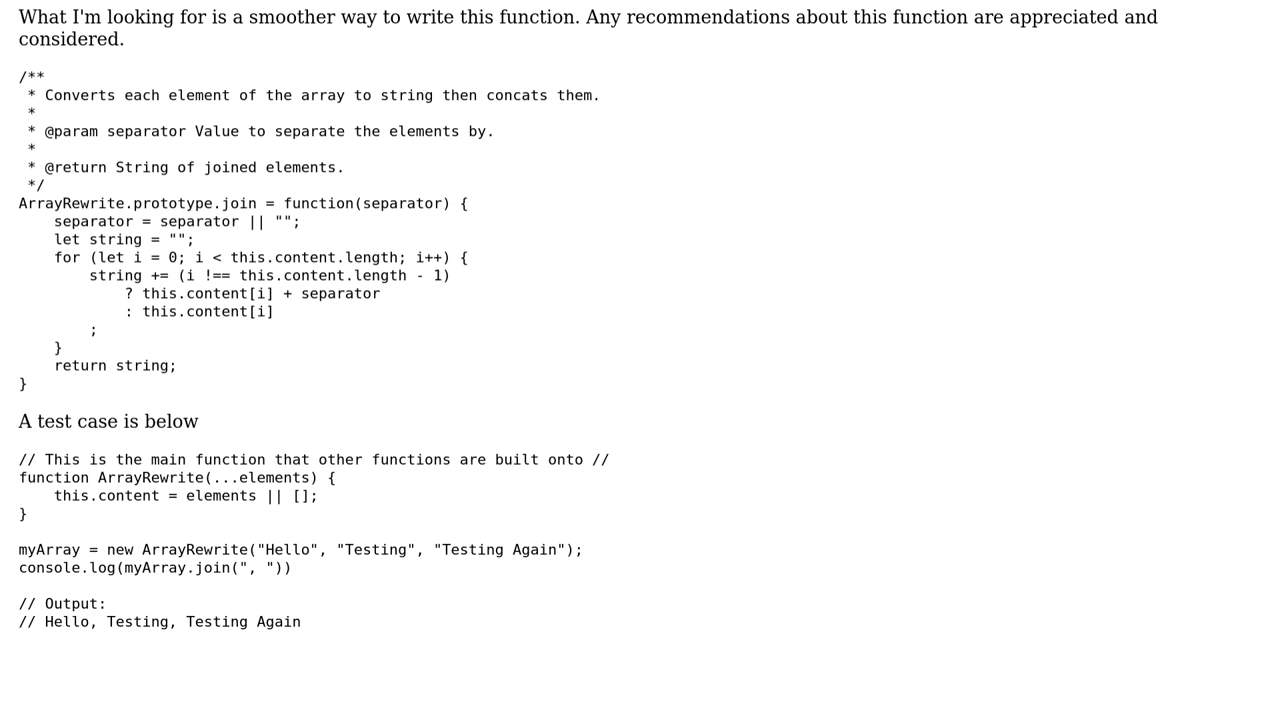 What I'm looking for is a smoother way to write this function. Any recommendations about this function are appreciated and
considered.
/**
 * Converts each element of the array to string then concats them.
 *
 * @param separator Value to separate the elements by.
 *
 * @return String of joined elements.
 */
ArrayRewrite.prototype.join = function(separator) {
    separator = separator || "";
    let string = "";
    for (let i = 0; i < this.content.length; i++) {
        string += (i !== this.content.length - 1)
            ? this.content[i] + separator
            : this.content[i]
        ;
    }
    return string;
}
A test case is below
// This is the main function that other functions are built onto //
function ArrayRewrite(...elements) {
    this.content = elements || [];
}
myArray = new ArrayRewrite("Hello", "Testing", "Testing Again");
console.log(myArray.join(", "))
// Output:
// Hello, Testing, Testing Again